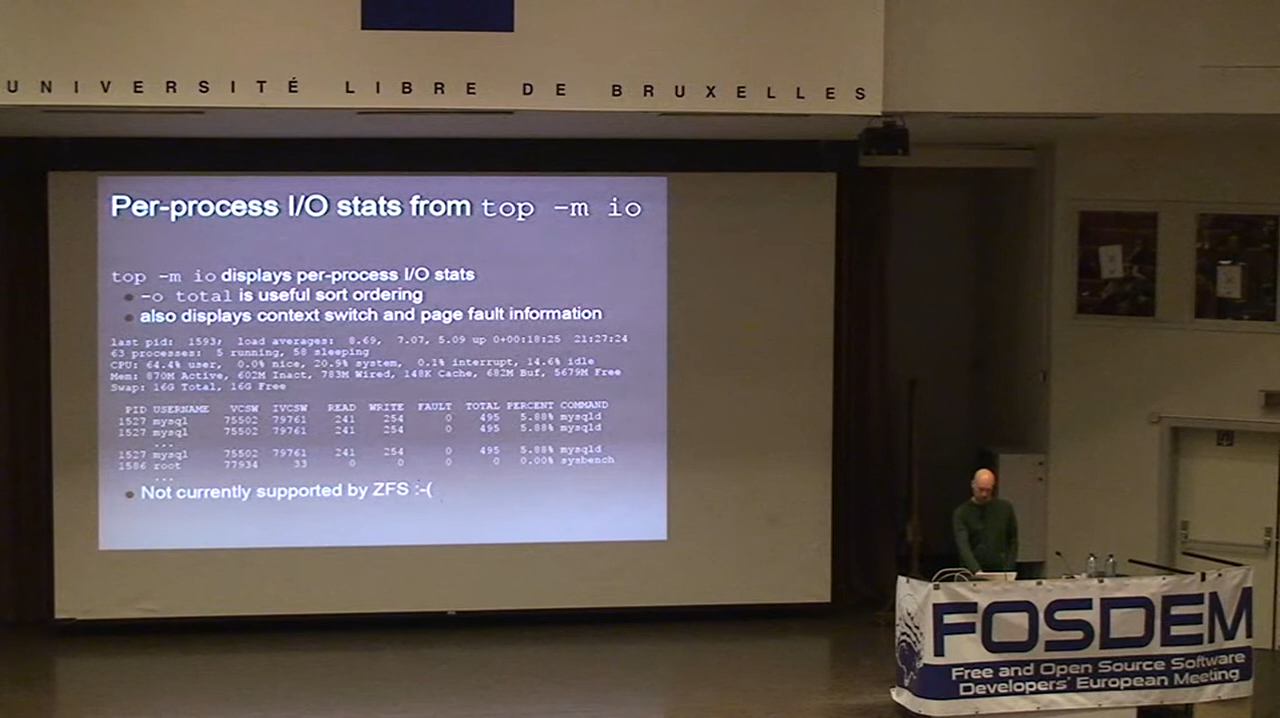 UNIVERSITÉ LIBRE DE BRUXELLES
Per-process I/O stats from top -m io
top -m io displays per-process I/O stats
-o total is useful sort ordering
also displays context switch and page fault information
last pid: 1593; load averages: 8.69, 7.07, 5.09 up 0+00:18:25 21:27:24
63 processes: 5 running, 58 sleeping
CPU: 64.4% user, 0.0% nice, 20.9% system, 0.1% interrupt, 14.6% idle
Mem: 870M Active, 602M Inact, 783M Wired, 148K Cache, 682M Buf, 5679M Free
Swap: 16G Total, 16G Free
PID USERNAME VCSW IVCSW READ WRITE FAULT TOTAL PERCENT COMMAND
1527 mysql 75502 79761 241 254 0 495 5.88% mysqld
1527 mysql 75502 79761 241 254 0 495 5.88% mysqld
...
1527 mysql 75502 79761 241 254 0 495 5.88% mysqld
1586 root 77934 33 0 0 0 0 0.00% sysbench
...
Not currently supported by ZFS :-(
FOSDEM
Free and Open Source Software
Developers' European Meeting